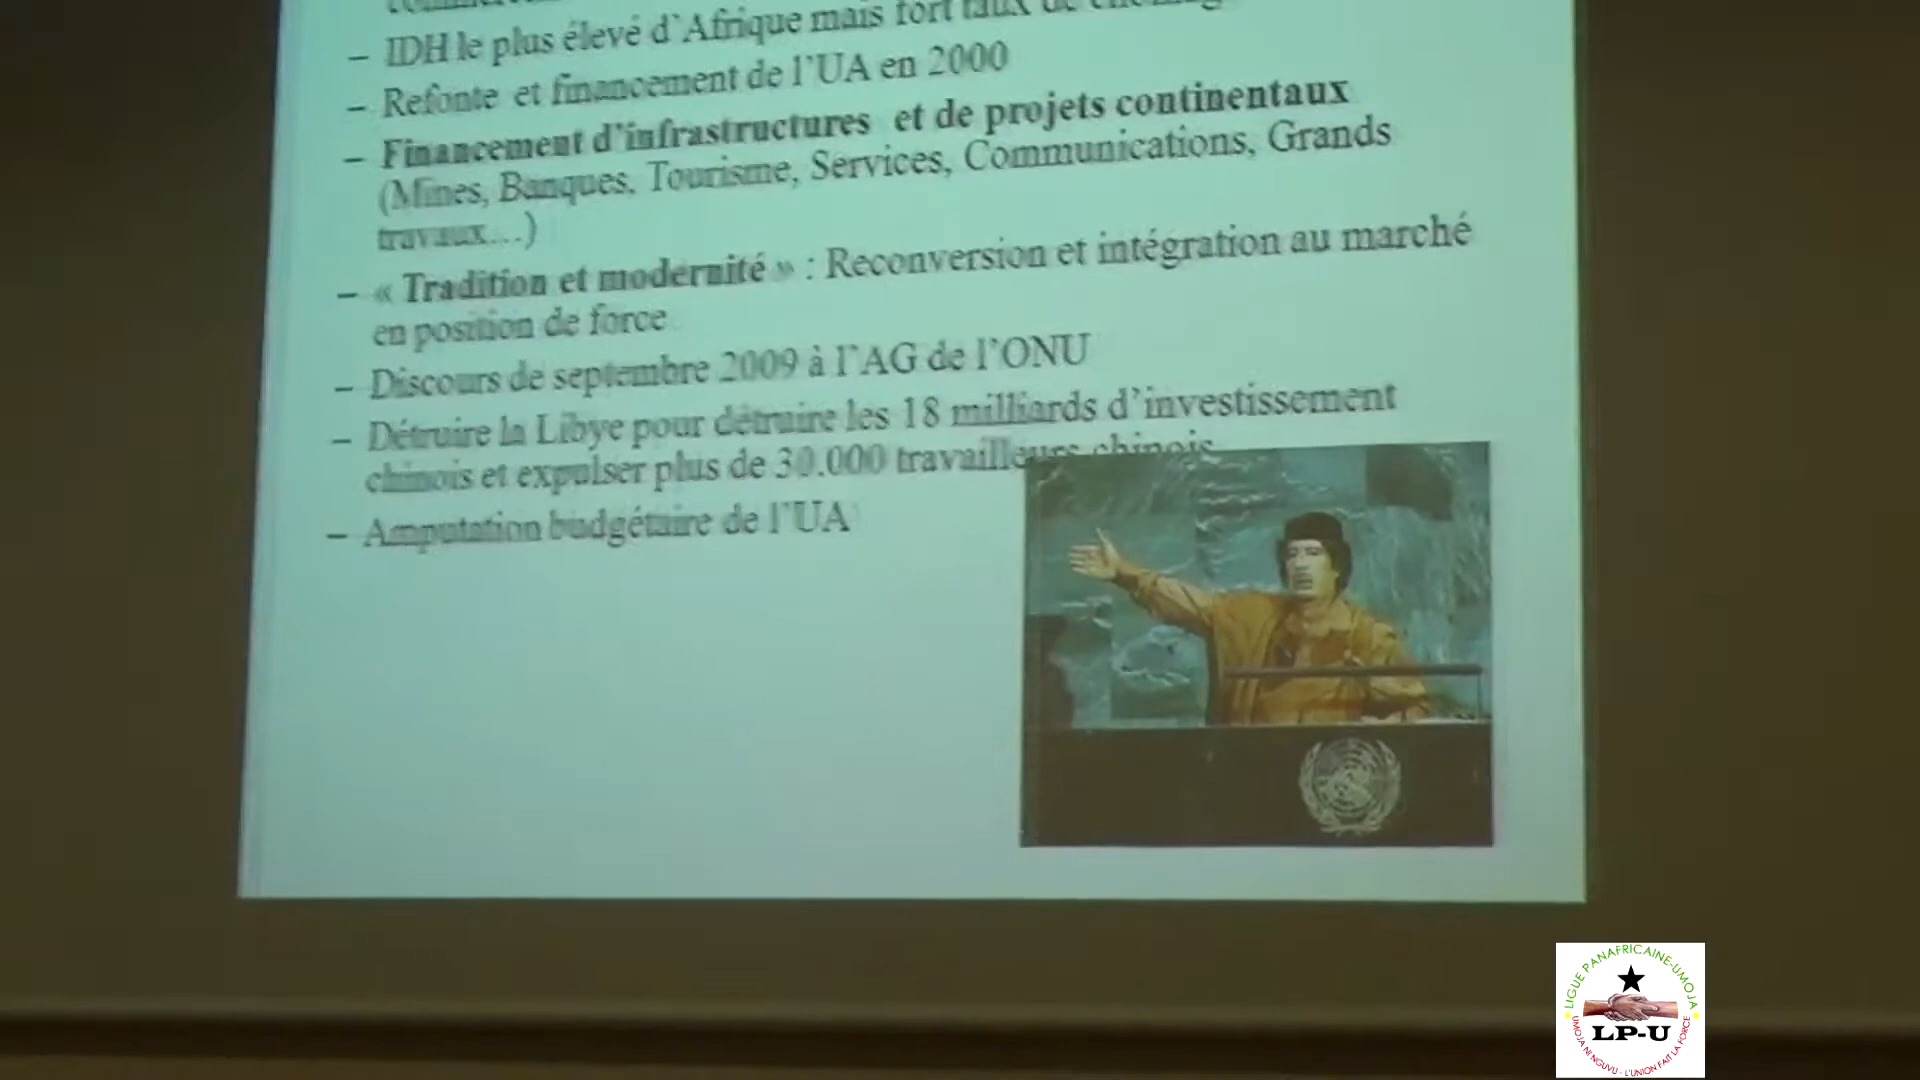 – IDH le plus élevé d'Afrique mais fort taux de
– Refonte et financement de l'UA en 2000
– Financement d'infrastructures et de projets continentaux
(Mines, Banques, Tourisme, Services, Communications, Grands
travaux…)
– « Tradition et modernité » : Reconversion et intégration au marché
en position de force
– Discours de septembre 2009 à l'AG de l'ONU
– Détruire la Libye pour détruire les 18 milliards d'investissement
chinois et expulser plus de 30.000 travailleurs chinois
– Amputation budgétaire de l'UA
LIGUE PANAFRICAINE-UMOJA
LP-U
UMOJA NI NGUVU - L'UNION FAIT LA FORCE